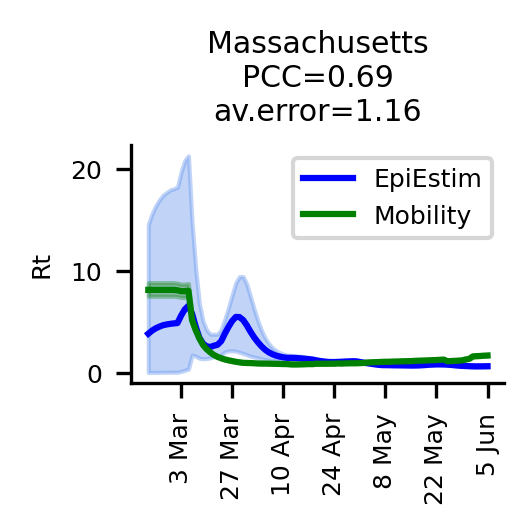 Massachusetts
PCC=0.69
av.error=1.16
EpiEstim
Mobility
Rt
20
10
0
3 Mar
27 Mar
10 Apr
24 Apr
8 May
22 May
5 Jun